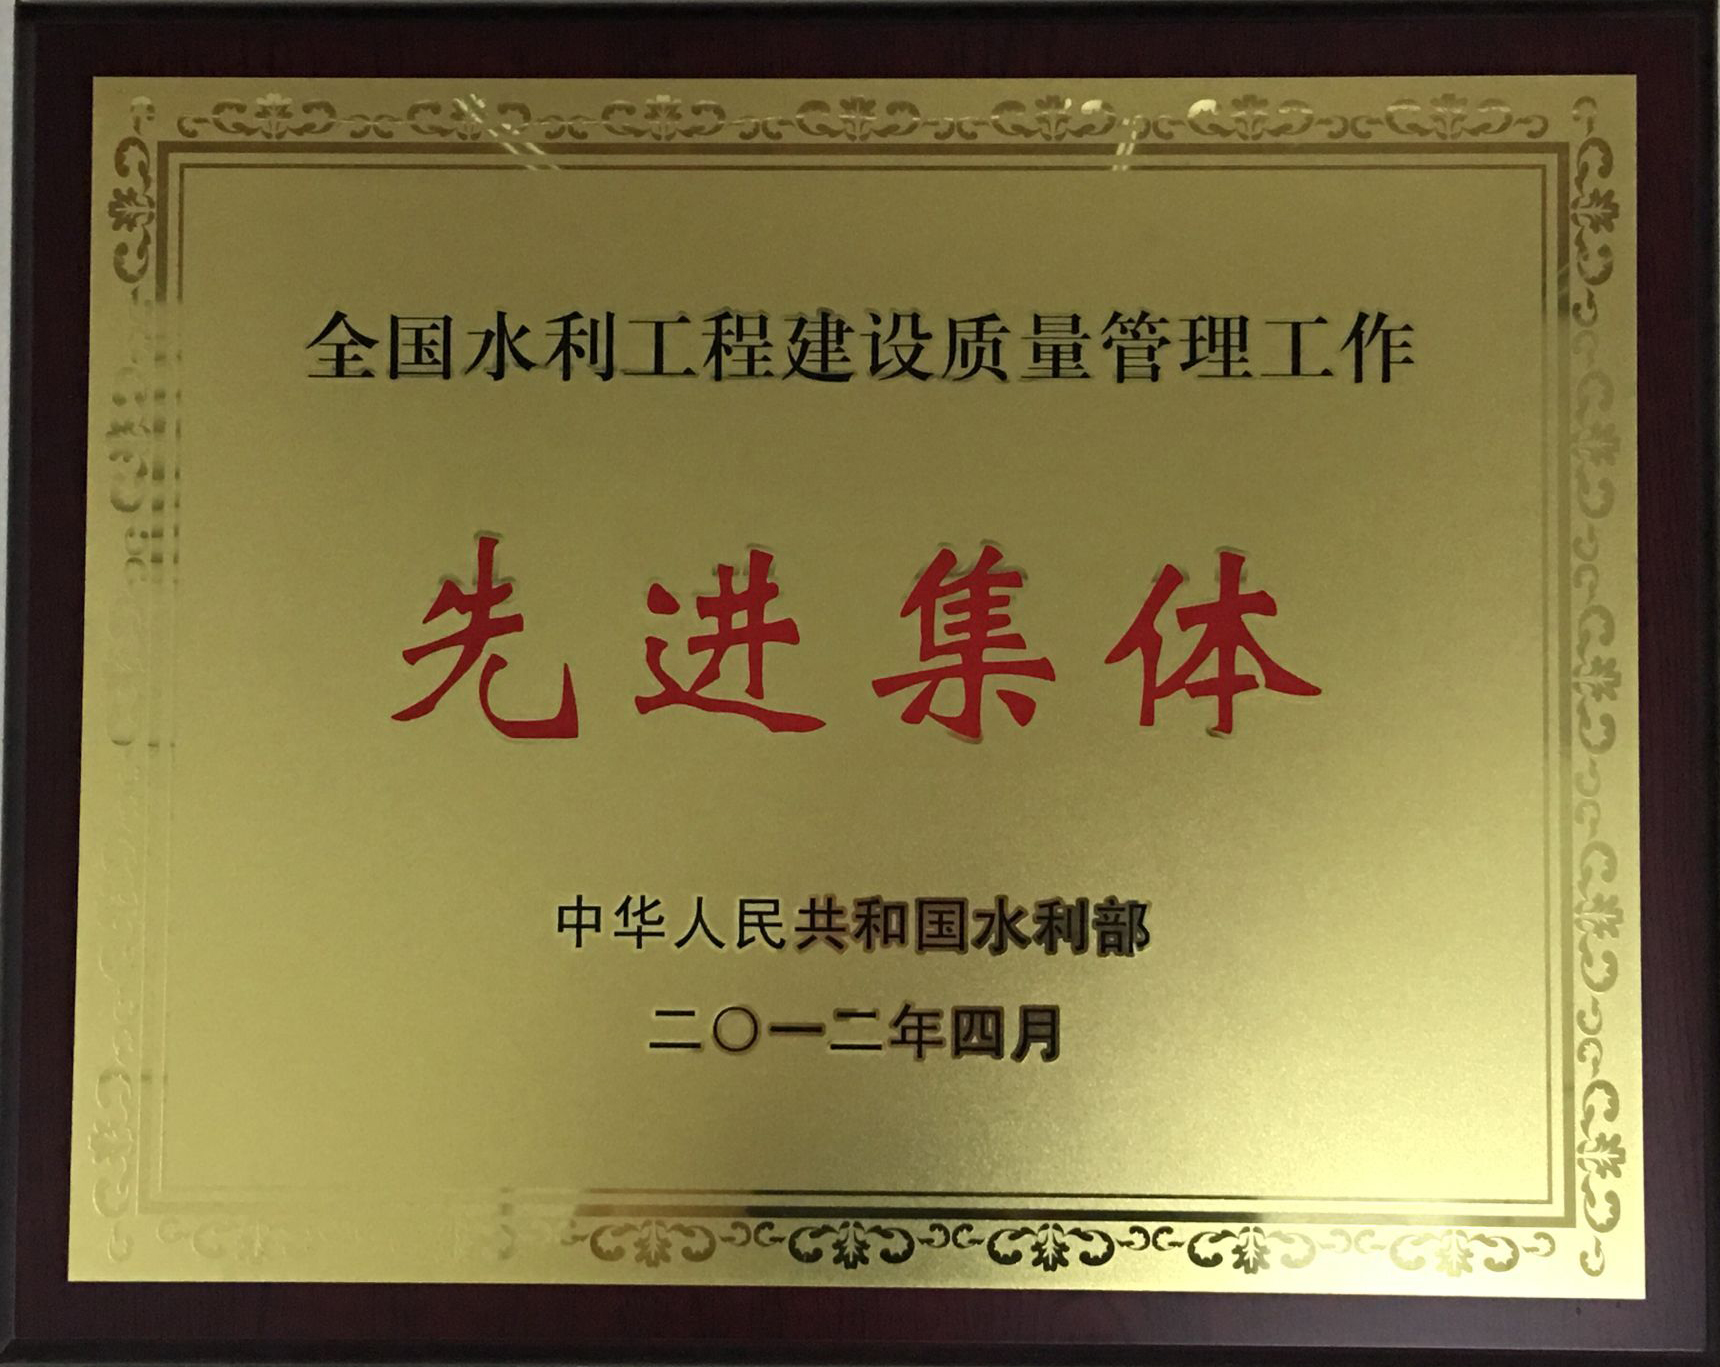 全国水利工程建设质量管理工作
先进集体
中华人民共和国水利部
二〇一二年四月